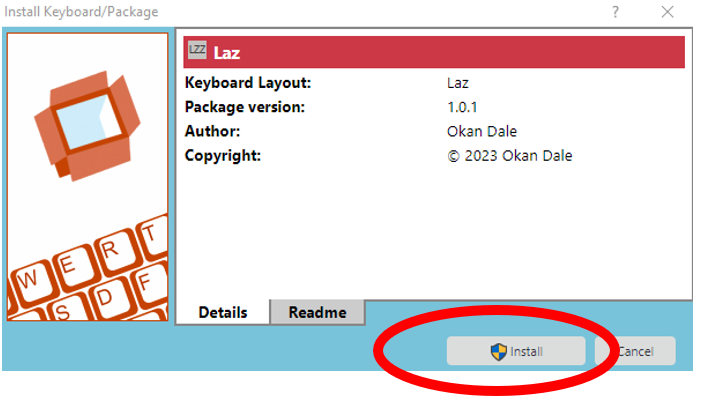 Install Keyboard/Package
? ×
LZZ Laz
Keyboard Layout: Laz
Package version: 1.0.1
Author: Okan Dale
Copyright: © 2023 Okan Dale
W E R T
S D F
Details Readme
Install Cancel